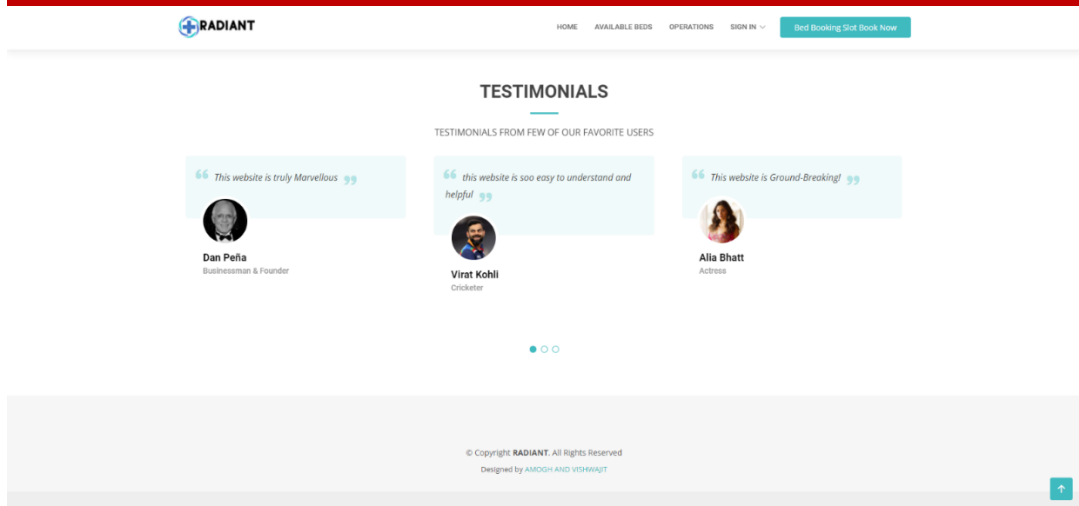 RADIANT
HOME AVAILABLE BEDS OPERATIONS SIGN IN Bed Booking Slot Book Now
TESTIMONIALS
TESTIMONIALS FROM FEW OF OUR FAVORITE USERS
“ This website is truly Marvellous ”
Dan Peña
Businessman & Founder
“ this website is soo easy to understand and
helpful ”
Virat Kohli
Cricketer
“ This website is Ground-Breaking! ”
Alia Bhatt
Actress
© Copyright RADIANT. All Rights Reserved
Designed by AMOGH AND VISHWAJIT